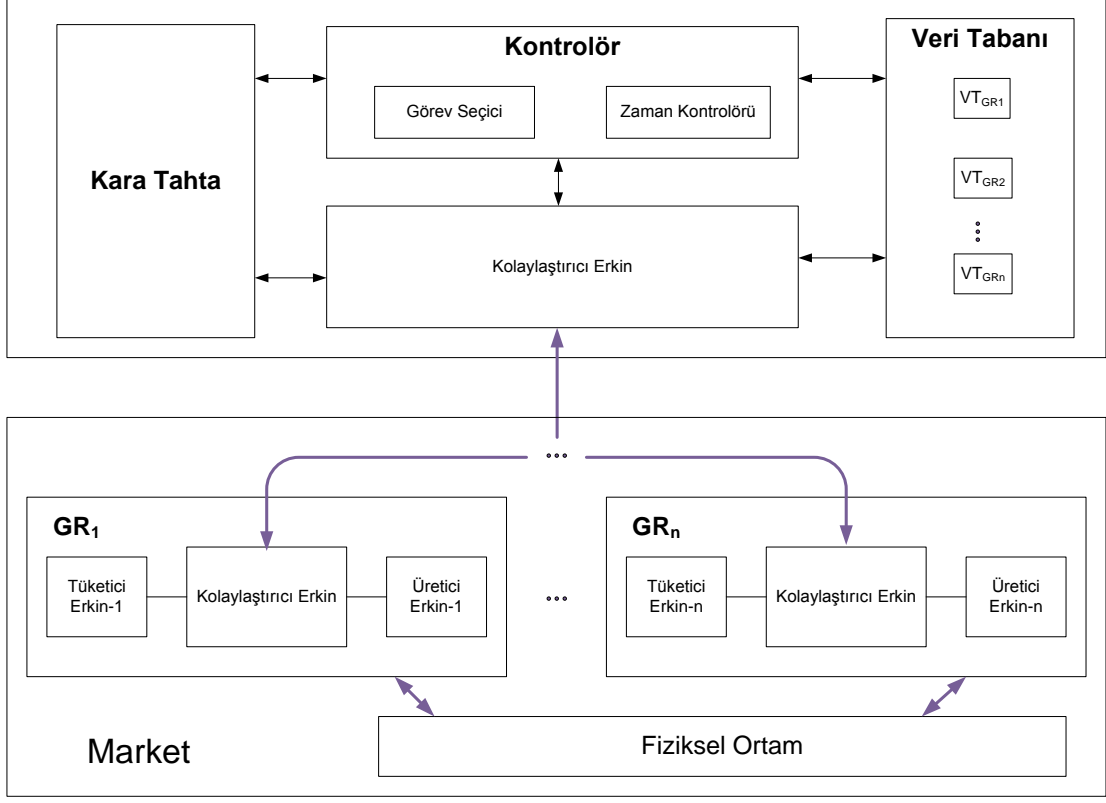 Kontrolör
Veri Tabanı
Görev Seçici
Zaman Kontrolörü
VTGR1
Kara Tahta
VTGR2
Kolaylaştırıcı Erkin
VTGRn
GR1
GRn
Tüketici
Erkin-1
Kolaylaştırıcı Erkin
Üretici
Erkin-1
Tüketici
Erkin-n
Kolaylaştırıcı Erkin
Üretici
Erkin-n
Market
Fiziksel Ortam